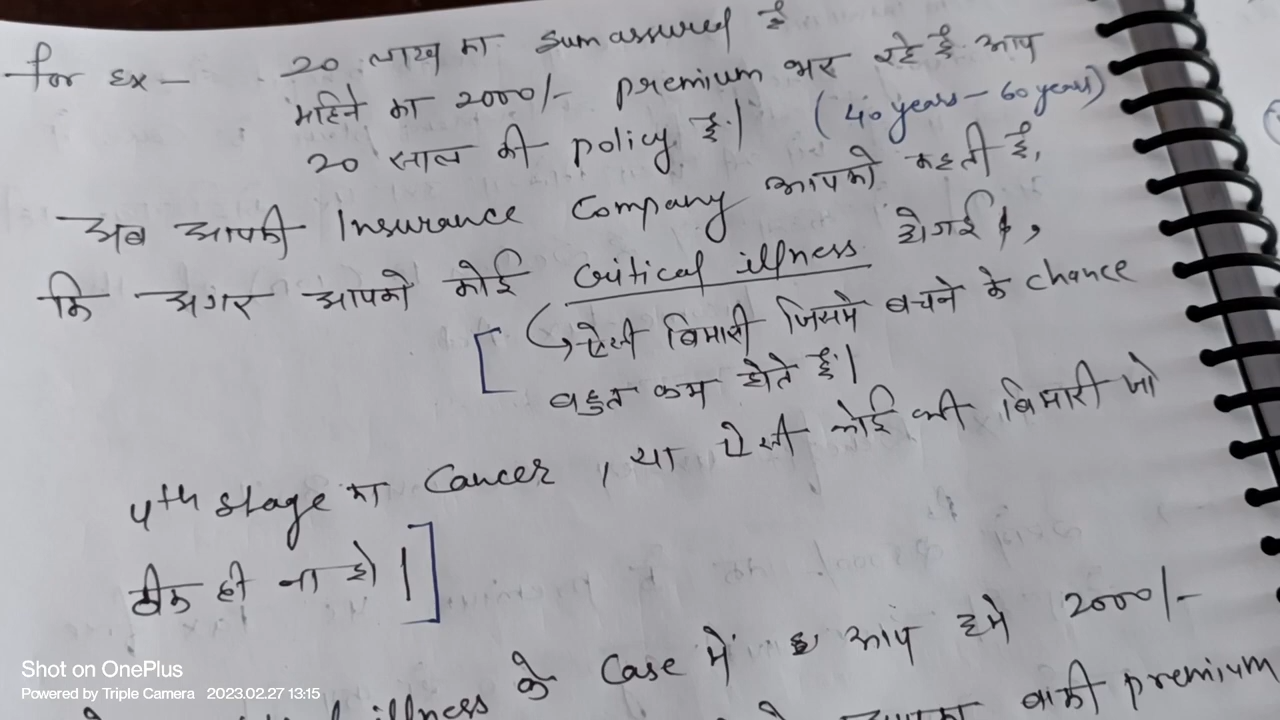 for Ex - 20 लाख का sum assured है
महिने का 2000/- premium भर रहे है आप
20 साल की policy है। (40 years - 60 years)
अब आपकी Insurance Company आपको कहती है,
कि अगर आपको कोई critical illness होगई,
[ ऐसी बिमारी जिसमे बचने के chance
बहुत कम होते है।
4th stage का Cancer, या ऐसी कोई भी बिमारी जो
ठीक ही ना हो।]
illness के Case में आप हमे 2000/-
बाकी premium
Shot on OnePlus
Powered by Triple Camera 2023.02.27 13:15